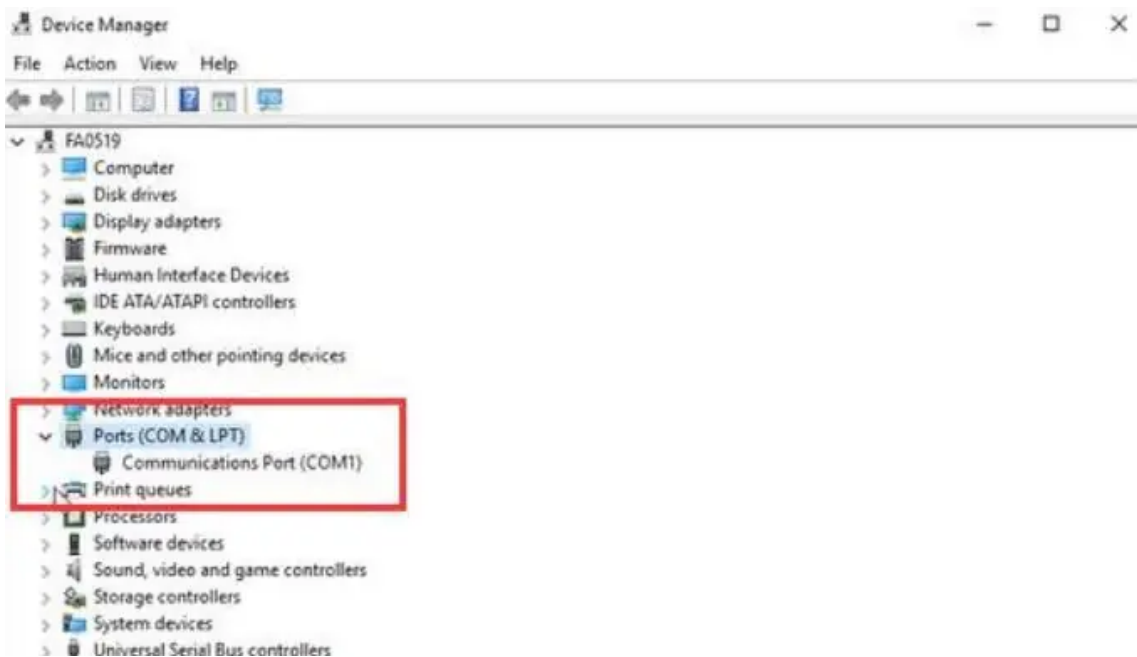 Device Manager
File Action View Help
FA0519
Computer
Disk drives
Display adapters
Firmware
Human Interface Devices
IDE ATA/ATAPI controllers
Keyboards
Mice and other pointing devices
Monitors
Network adapters
Ports (COM & LPT)
Communications Port (COM1)
Print queues
Processors
Software devices
Sound, video and game controllers
Storage controllers
System devices
Universal Serial Bus controllers